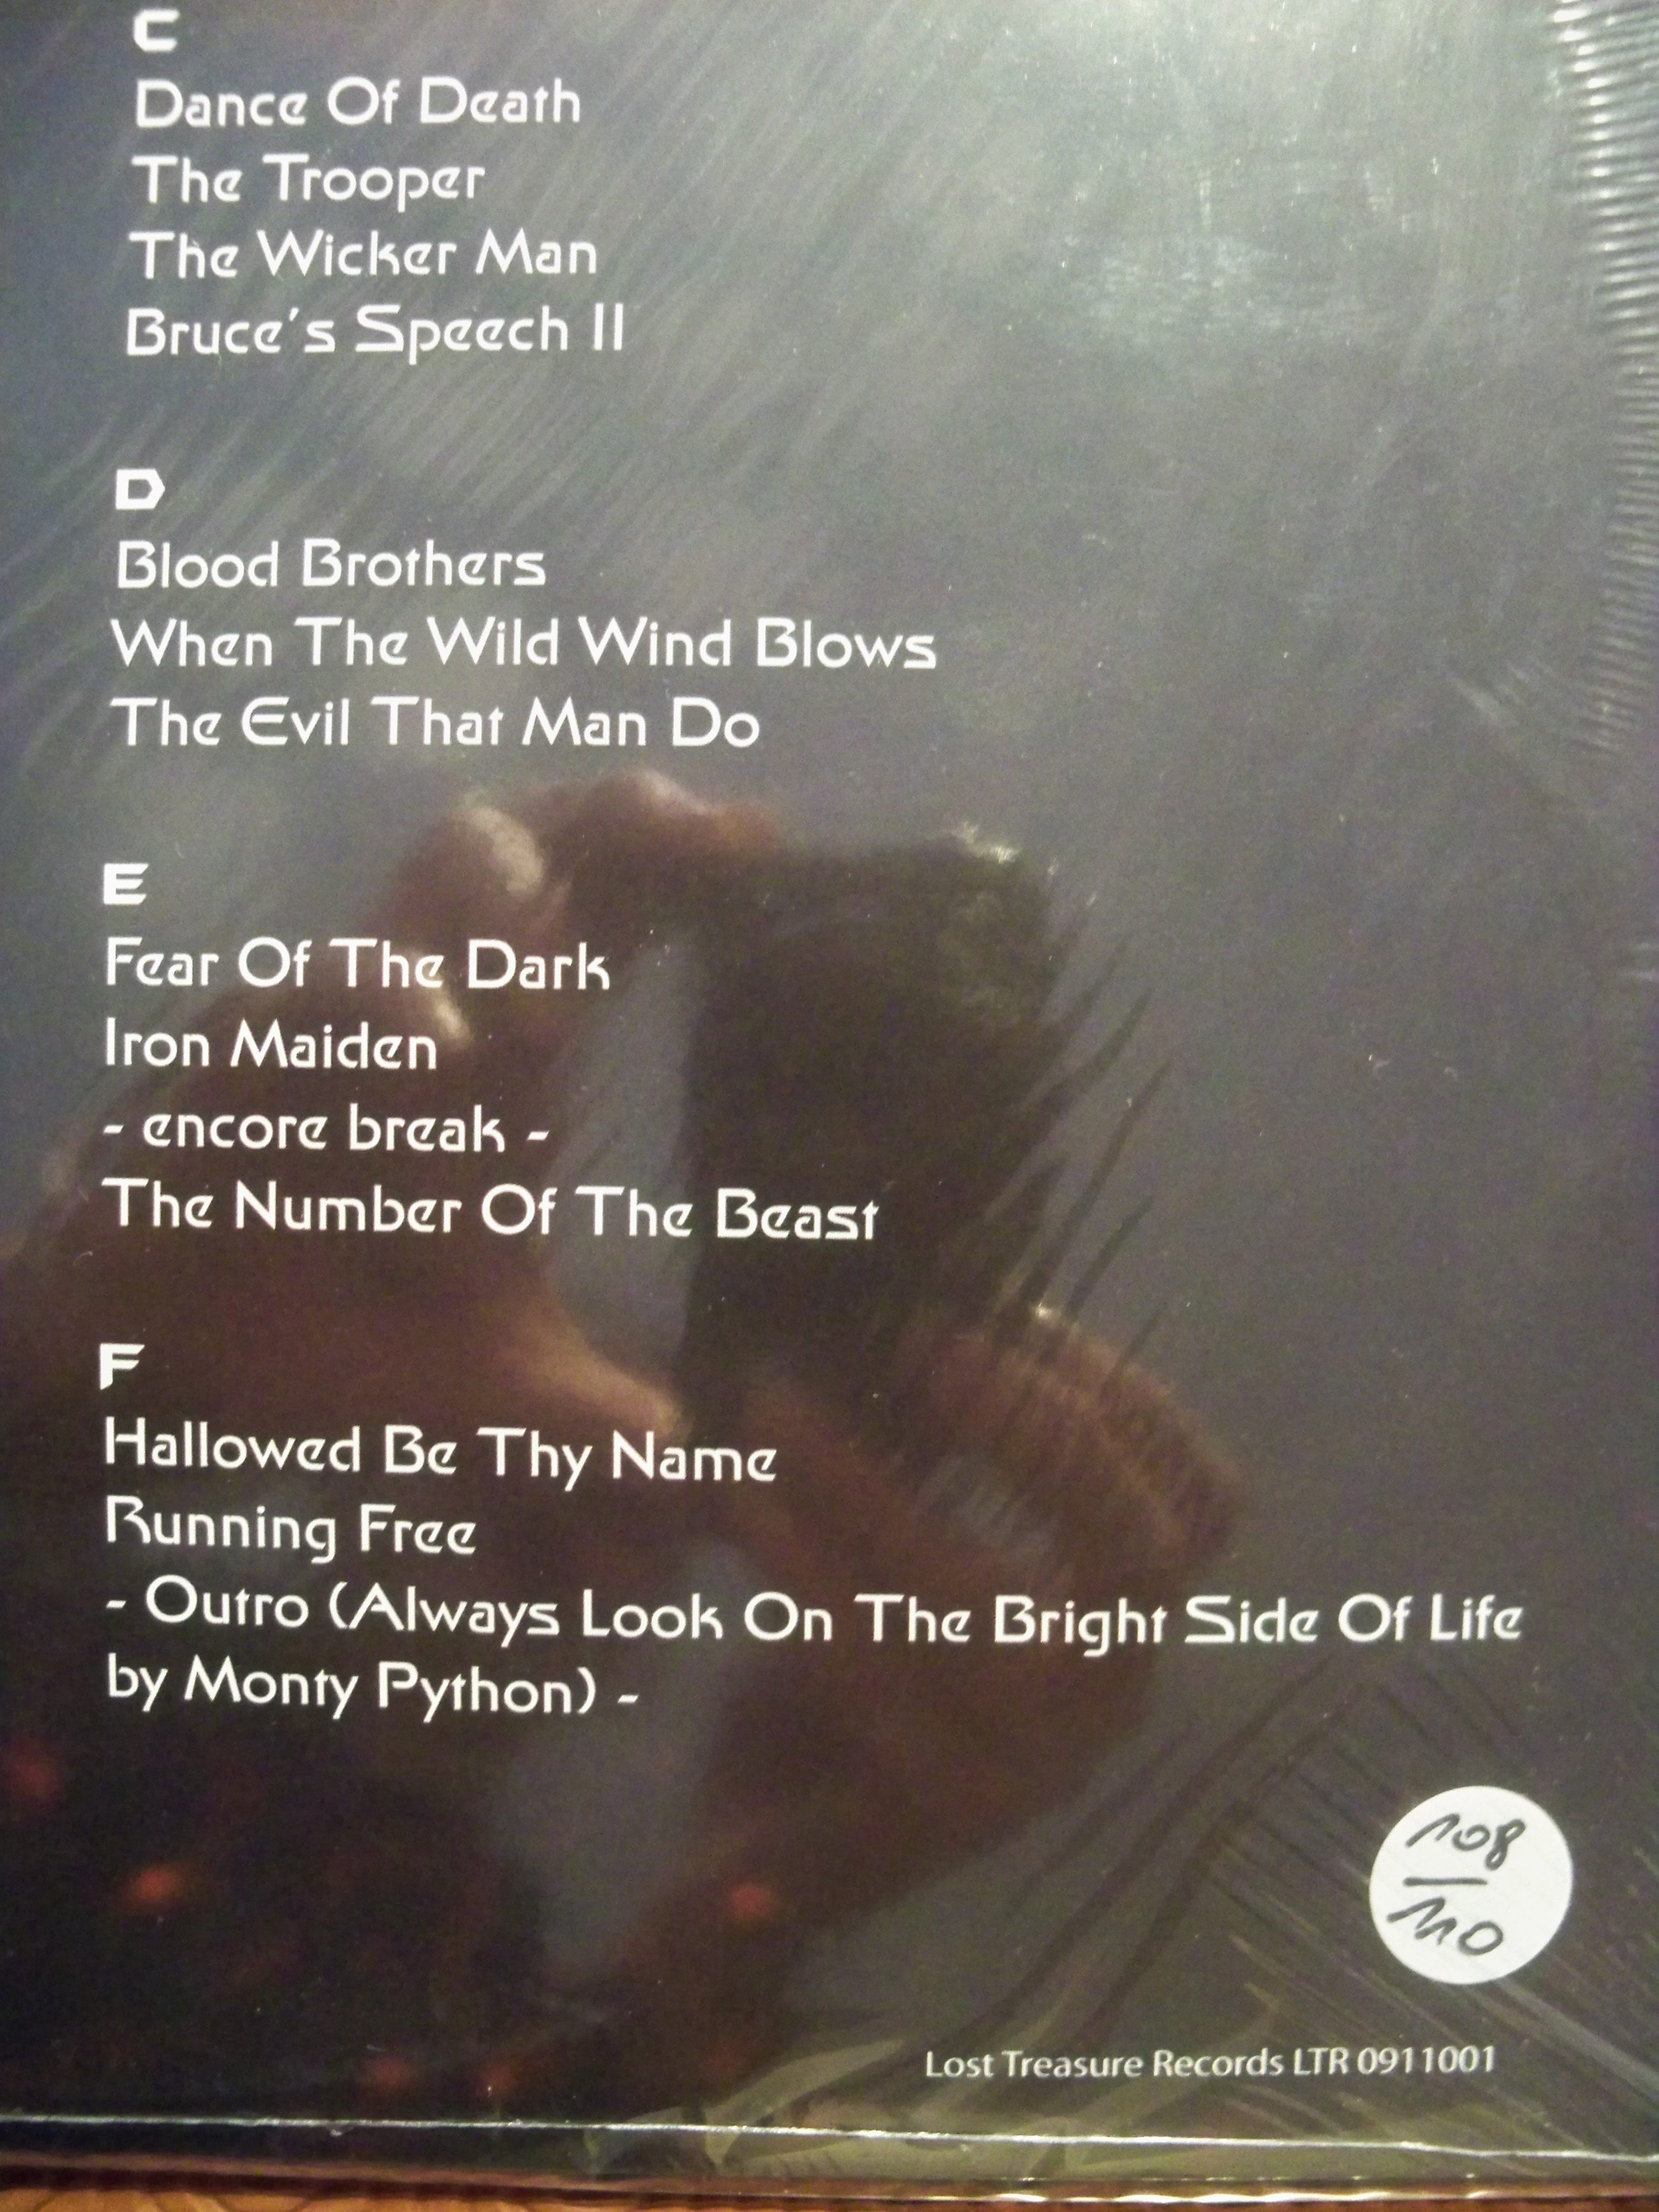 C
Dance Of Death
The Trooper
The Wicker Man
Bruce's Speech II
D
Blood Brothers
When The Wild Wind Blows
The Evil That Man Do
E
Fear Of The Dark
Iron Maiden
- encore break -
The Number Of The Beast
F
Hallowed Be Thy Name
Running Free
- Outro (Always Look On The Bright Side Of Life
by Monty Python) -
108
110
Lost Treasure Records LTR 0911001